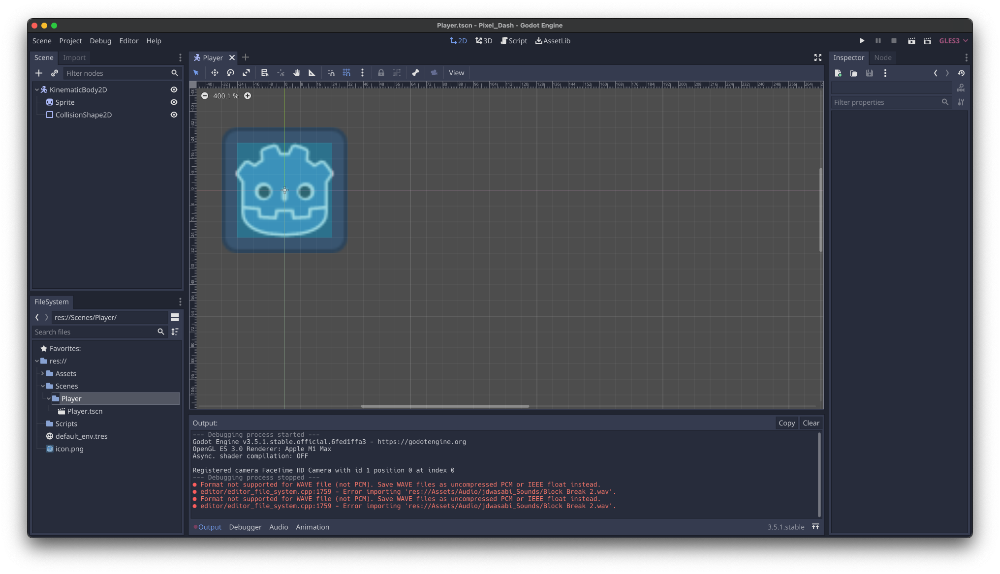 Player.tscn - Pixel_Dash - Godot Engine
Scene Project Debug Editor Help
2D 3D Script AssetLib
GLES3
Scene Import
Filter nodes
KinematicBody2D
Sprite
CollisionShape2D
FileSystem
res://Scenes/Player/
Search files
Favorites:
res://
Assets
Scenes
Player
Player.tscn
Scripts
default_env.tres
icon.png
Player
View
400.1 %
Output:
Copy Clear
--- Debugging process started ---
Godot Engine v3.5.1.stable.official.6fed1ffa3 - https://godotengine.org
OpenGL ES 3.0 Renderer: Apple M1 Max
Async. shader compilation: OFF
Registered camera FaceTime HD Camera with id 1 position 0 at index 0
--- Debugging process stopped ---
Format not supported for WAVE file (not PCM). Save WAVE files as uncompressed PCM or IEEE float instead.
editor/editor_file_system.cpp:1759 - Error importing 'res://Assets/Audio/jdwasabi_Sounds/Block Break 2.wav'.
Format not supported for WAVE file (not PCM). Save WAVE files as uncompressed PCM or IEEE float instead.
editor/editor_file_system.cpp:1759 - Error importing 'res://Assets/Audio/jdwasabi_Sounds/Block Break 2.wav'.
Output Debugger Audio Animation
3.5.1.stable
Inspector Node
DOC
Filter properties